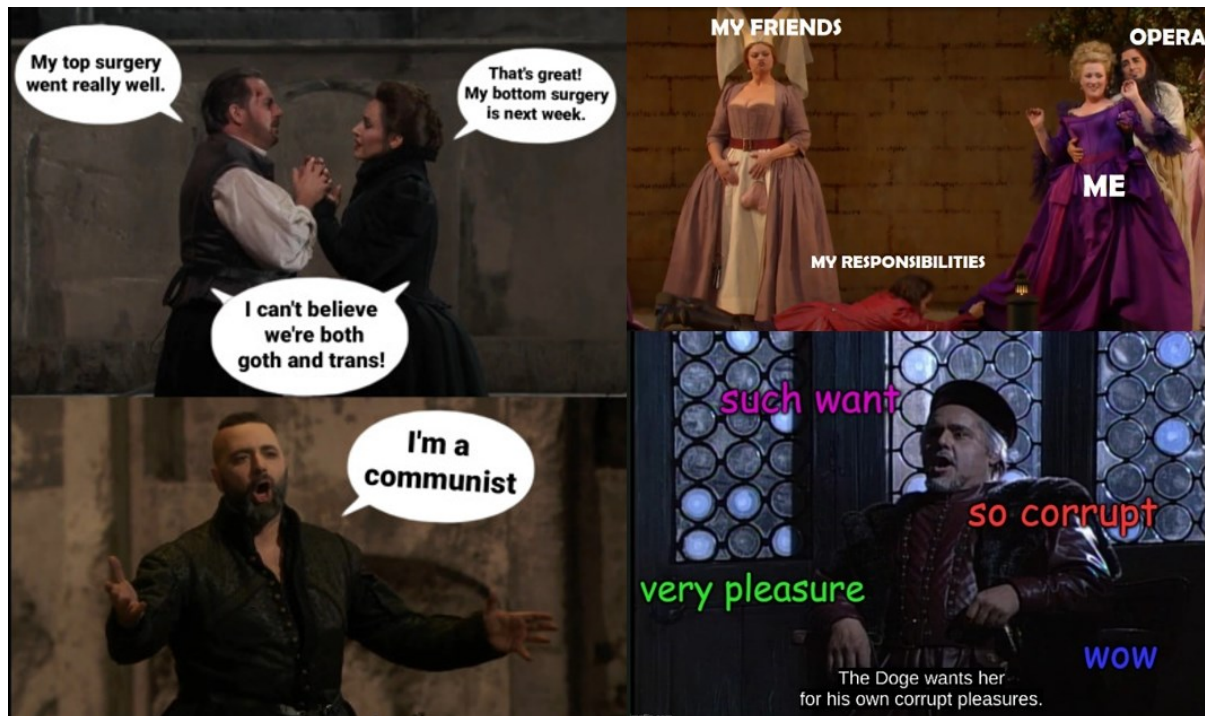 My top surgery
went really well.
That's great!
My bottom surgery
is next week.
I can't believe
we're both
goth and trans!
I'm a
communist
MY FRIENDS
OPERA
ME
MY RESPONSIBILITIES
such want
so corrupt
very pleasure
wow
The Doge wants her
for his own corrupt pleasures.